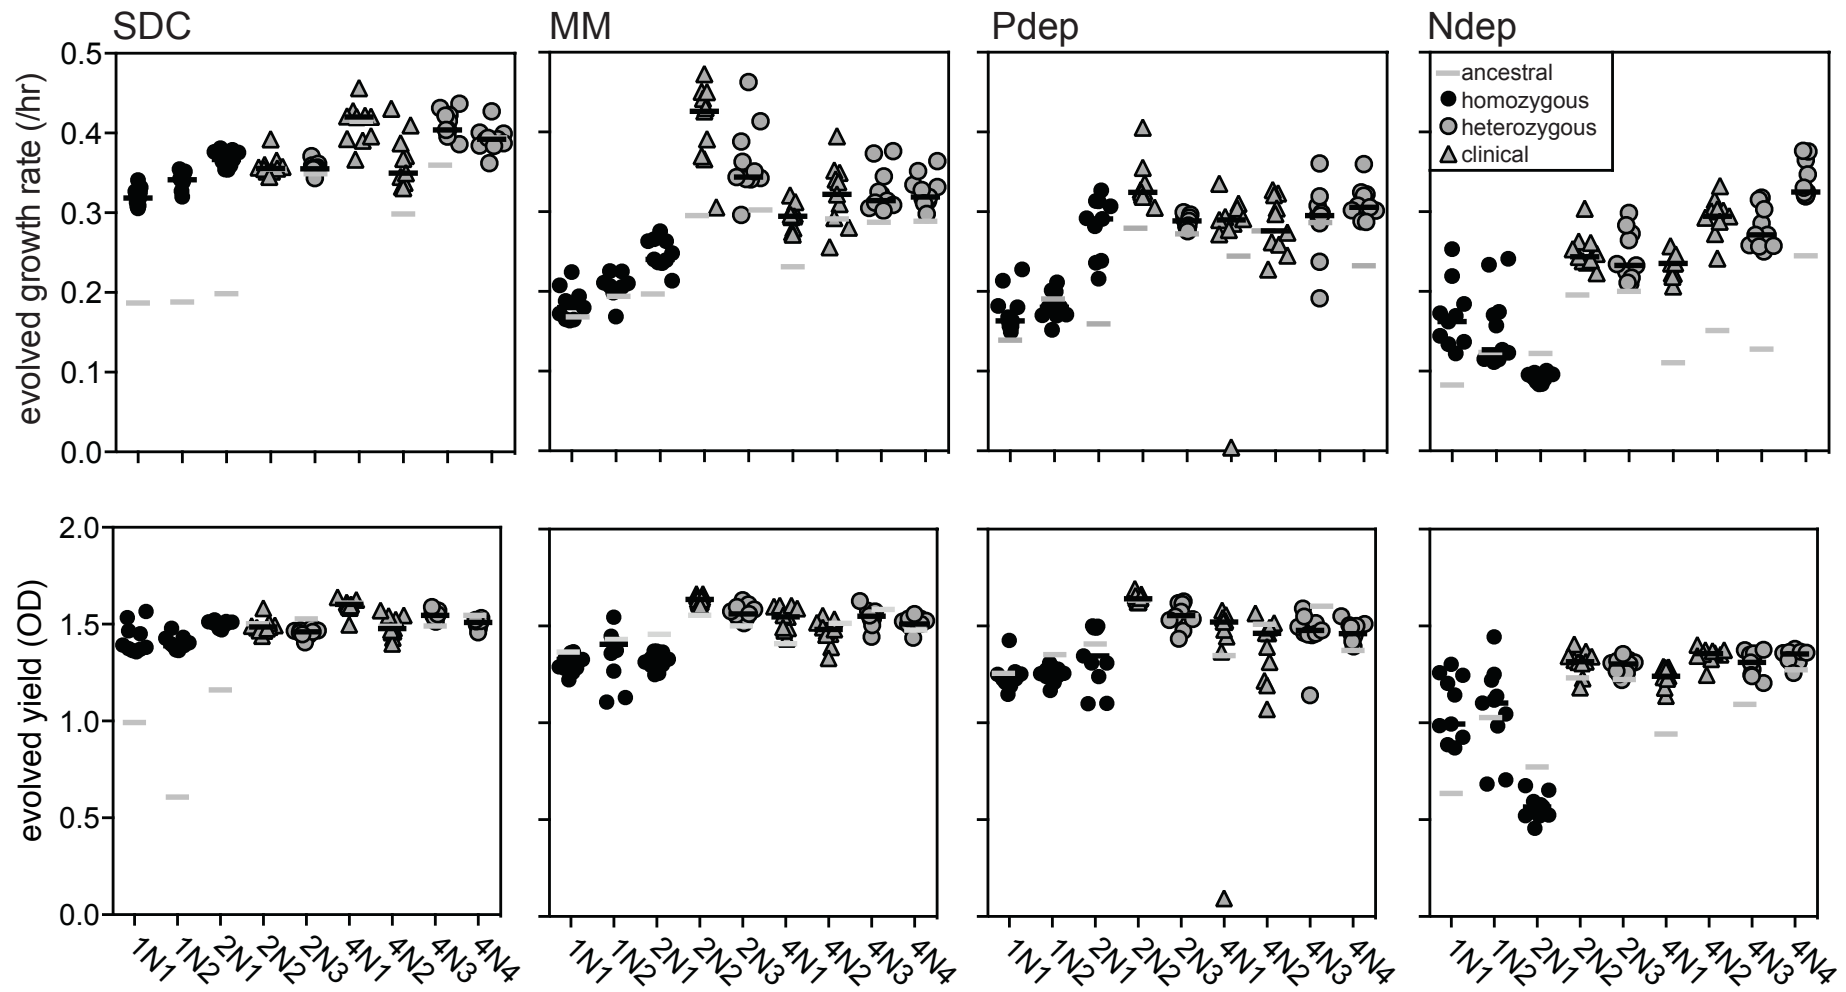 SDC MM Pdep Ndep
evolved growth rate (/hr)
0.5
0.4
0.3
0.2
0.1
0.0
ancestral
homozygous
heterozygous
clinical
evolved yield (OD)
2.0
1.5
1.0
0.5
0.0
1N1 1N2 2N1 2N2 2N3 4N1 4N2 4N3 4N4
1N1 1N2 2N1 2N2 2N3 4N1 4N2 4N3 4N4
1N1 1N2 2N1 2N2 2N3 4N1 4N2 4N3 4N4
1N1 1N2 2N1 2N2 2N3 4N1 4N2 4N3 4N4